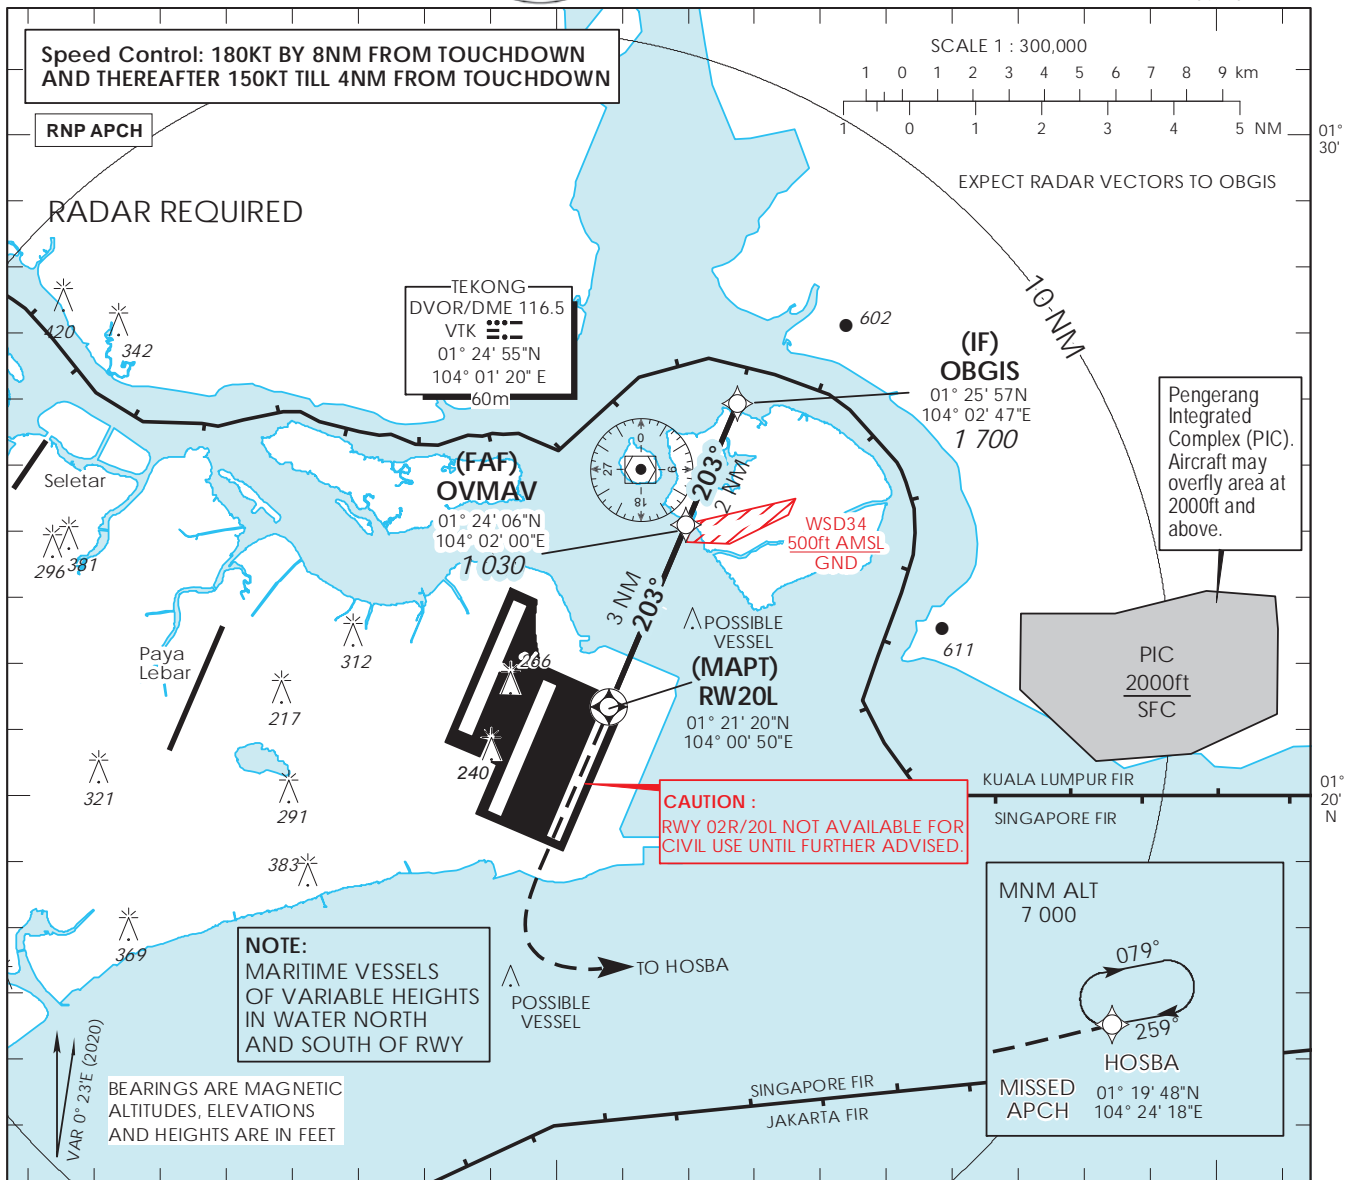 Speed Control: 180KT BY 8NM FROM TOUCHDOWN
AND THEREAFTER 150KT TILL 4NM FROM TOUCHDOWN
RNP APCH
RADAR REQUIRED
SCALE 1 : 300,000
1 0 1 2 3 4 5 6 7 8 9 km
1 0 1 2 3 4 5 NM
01°
30'
EXPECT RADAR VECTORS TO OBGIS
10 NM
TEKONG
DVOR/DME 116.5
VTK
01° 24' 55"N
104° 01' 20" E
60m
420
342
602
(IF)
OBGIS
01° 25' 57N
104° 02' 47"E
1 700
Pengerang
Integrated
Complex (PIC).
Aircraft may
overfly area at
2000ft and
above.
Seletar
296
381
(FAF)
OVMAV
01° 24' 06"N
104° 02' 00"E
1 030
0
9
18
27
203°
2 NM
WSD34
500ft AMSL
GND
3 NM
203°
POSSIBLE
VESSEL
611
PIC
2000ft
SFC
Paya
Lebar
312
217
266
240
(MAPT)
RW20L
01° 21' 20"N
104° 00' 50"E
321
291
383
369
CAUTION :
RWY 02R/20L NOT AVAILABLE FOR
CIVIL USE UNTIL FURTHER ADVISED.
KUALA LUMPUR FIR
SINGAPORE FIR
01°
20'
N
NOTE:
MARITIME VESSELS
OF VARIABLE HEIGHTS
IN WATER NORTH
AND SOUTH OF RWY
TO HOSBA
POSSIBLE
VESSEL
MNM ALT
7 000
079°
259°
HOSBA
MISSED
APCH
01° 19' 48"N
104° 24' 18"E
VAR 0° 23'E (2020)
BEARINGS ARE MAGNETIC
ALTITUDES, ELEVATIONS
AND HEIGHTS ARE IN FEET
SINGAPORE FIR
JAKARTA FIR